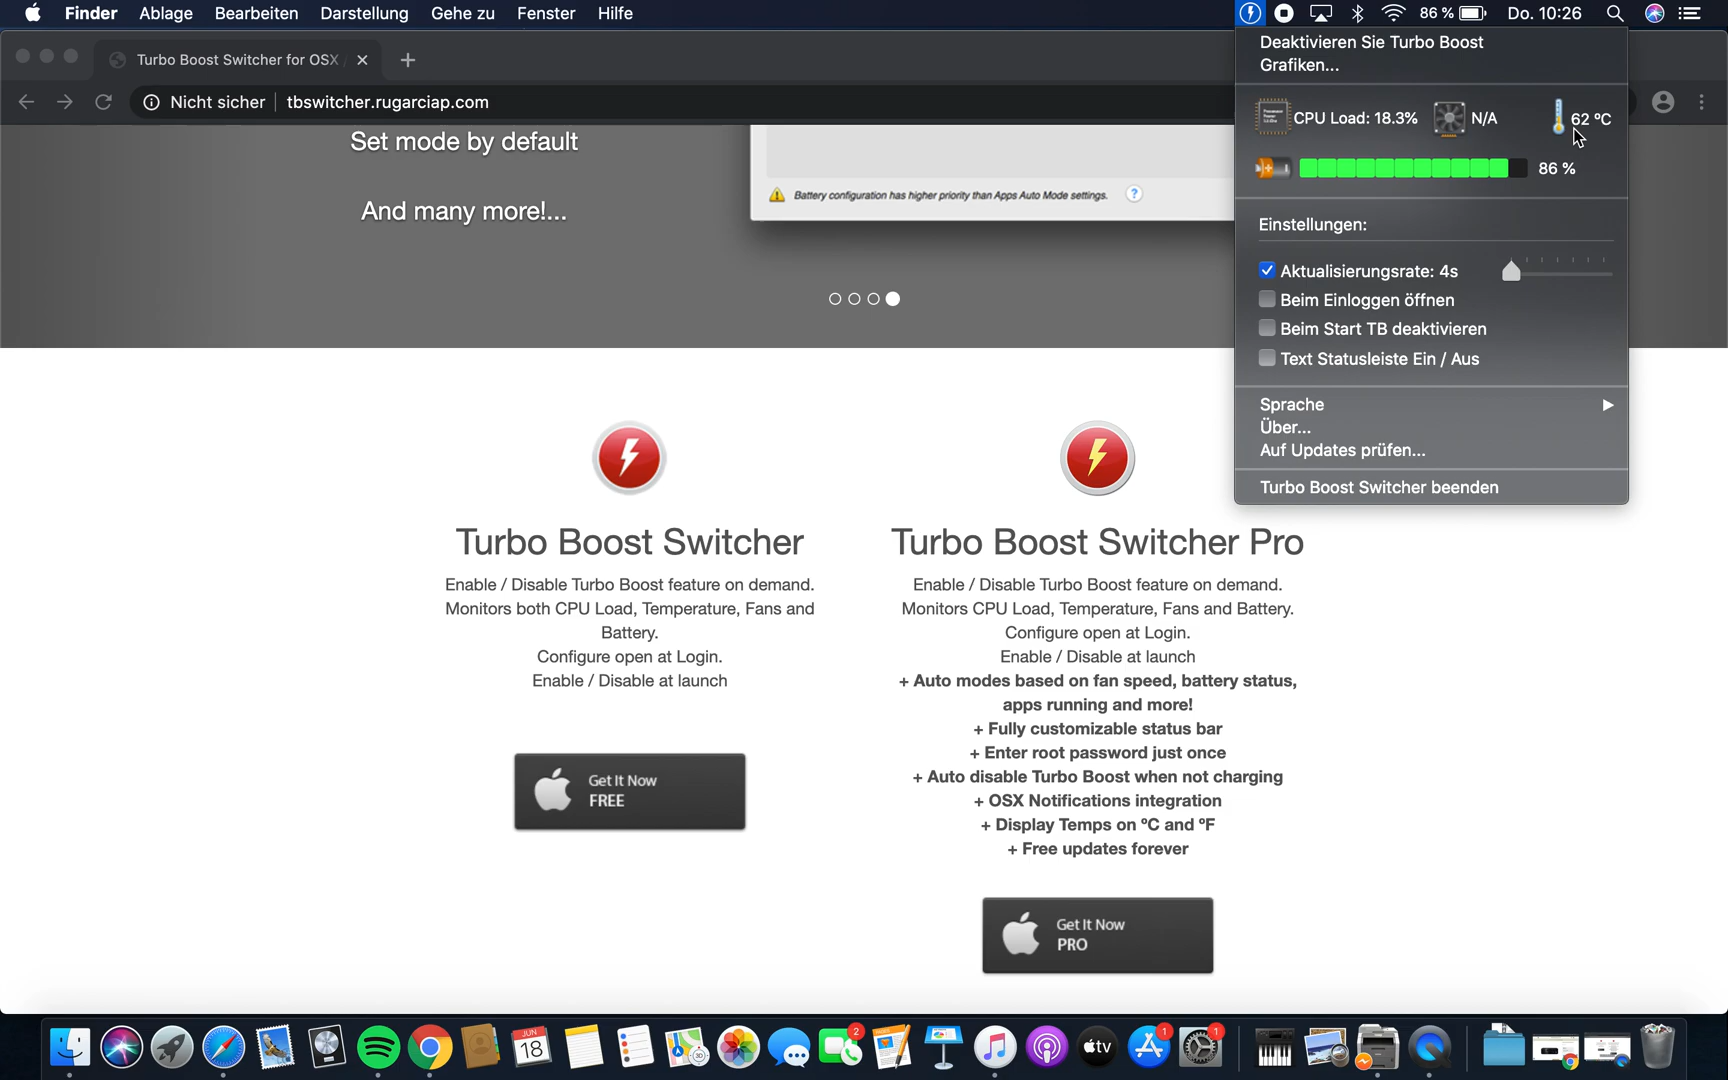 Finder Ablage Bearbeiten Darstellung Gehe zu Fenster Hilfe
86 % Do. 10:26
Turbo Boost Switcher for OSX
Nicht sicher tbswitcher.rugarciap.com
Set mode by default
And many more!...
Battery configuration has higher priority than Apps Auto Mode settings. ?
Deaktivieren Sie Turbo Boost
Grafiken...
CPU Load: 18.3% N/A 62 ºC
86 %
Einstellungen:
Aktualisierungsrate: 4s
Beim Einloggen öffnen
Beim Start TB deaktivieren
Text Statusleiste Ein / Aus
Sprache
Über...
Auf Updates prüfen...
Turbo Boost Switcher beenden
Turbo Boost Switcher
Enable / Disable Turbo Boost feature on demand.
Monitors both CPU Load, Temperature, Fans and
Battery.
Configure open at Login.
Enable / Disable at launch
Get It Now
FREE
Turbo Boost Switcher Pro
Enable / Disable Turbo Boost feature on demand.
Monitors CPU Load, Temperature, Fans and Battery.
Configure open at Login.
Enable / Disable at launch
+ Auto modes based on fan speed, battery status,
apps running and more!
+ Fully customizable status bar
+ Enter root password just once
+ Auto disable Turbo Boost when not charging
+ OSX Notifications integration
+ Display Temps on ºC and ºF
+ Free updates forever
Get It Now
PRO
JUN
18
2
tv
1
1